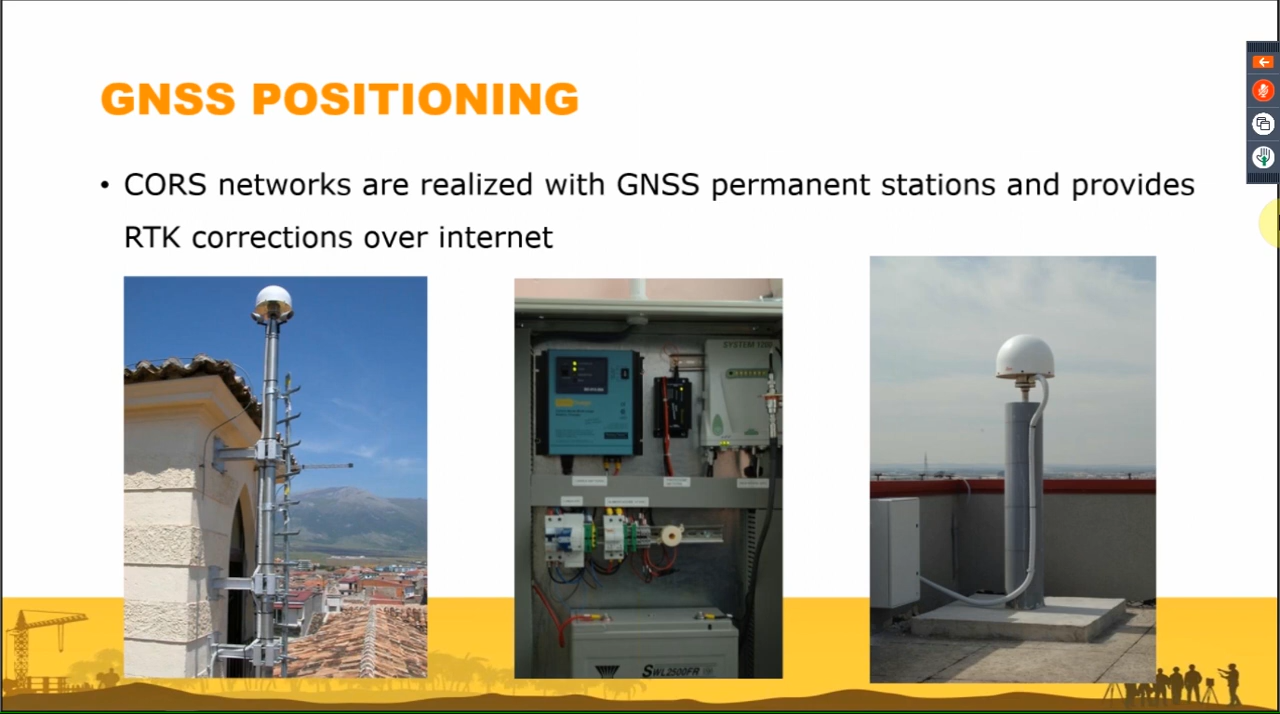 GNSS POSITIONING
• CORS networks are realized with GNSS permanent stations and provides
RTK corrections over internet
SYSTEM 1200
SWL2500FR